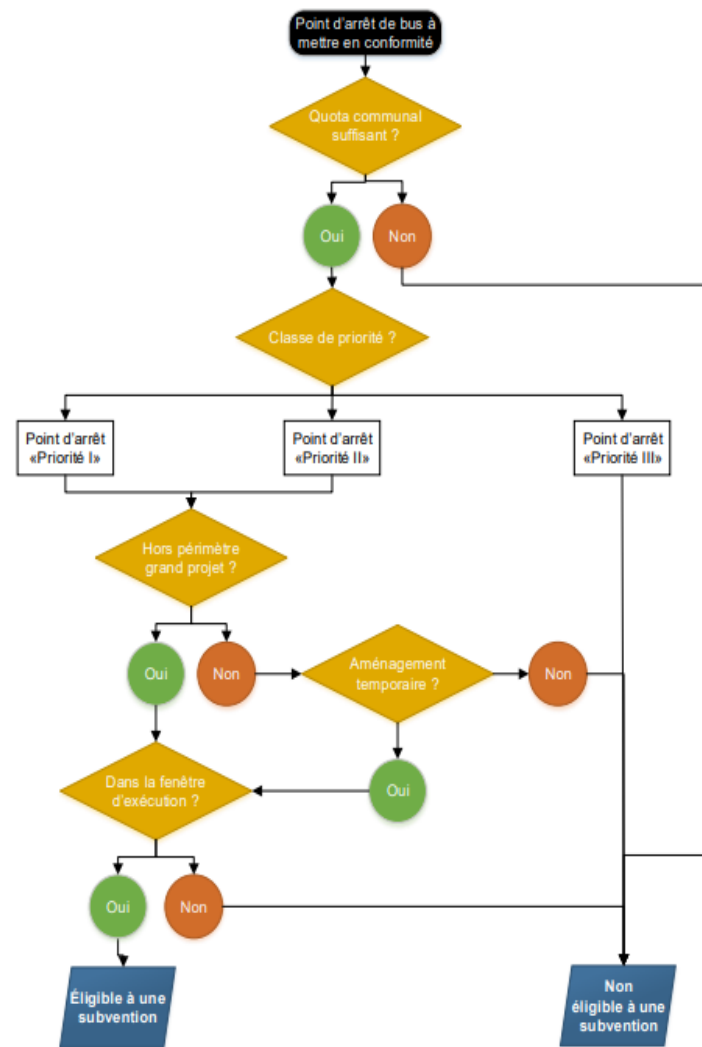 Point d'arrêt de bus à
mettre en conformité
Quota communal
suffisant ?
Oui
Non
Classe de priorité ?
Point d'arrêt
«Priorité I»
Point d'arrêt
«Priorité II»
Point d'arrêt
«Priorité III»
Hors périmètre
grand projet ?
Oui
Non
Aménagement
temporaire ?
Non
Dans la fenêtre
d'exécution ?
Oui
Oui
Non
Éligible à une
subvention
Non
éligible à une
subvention